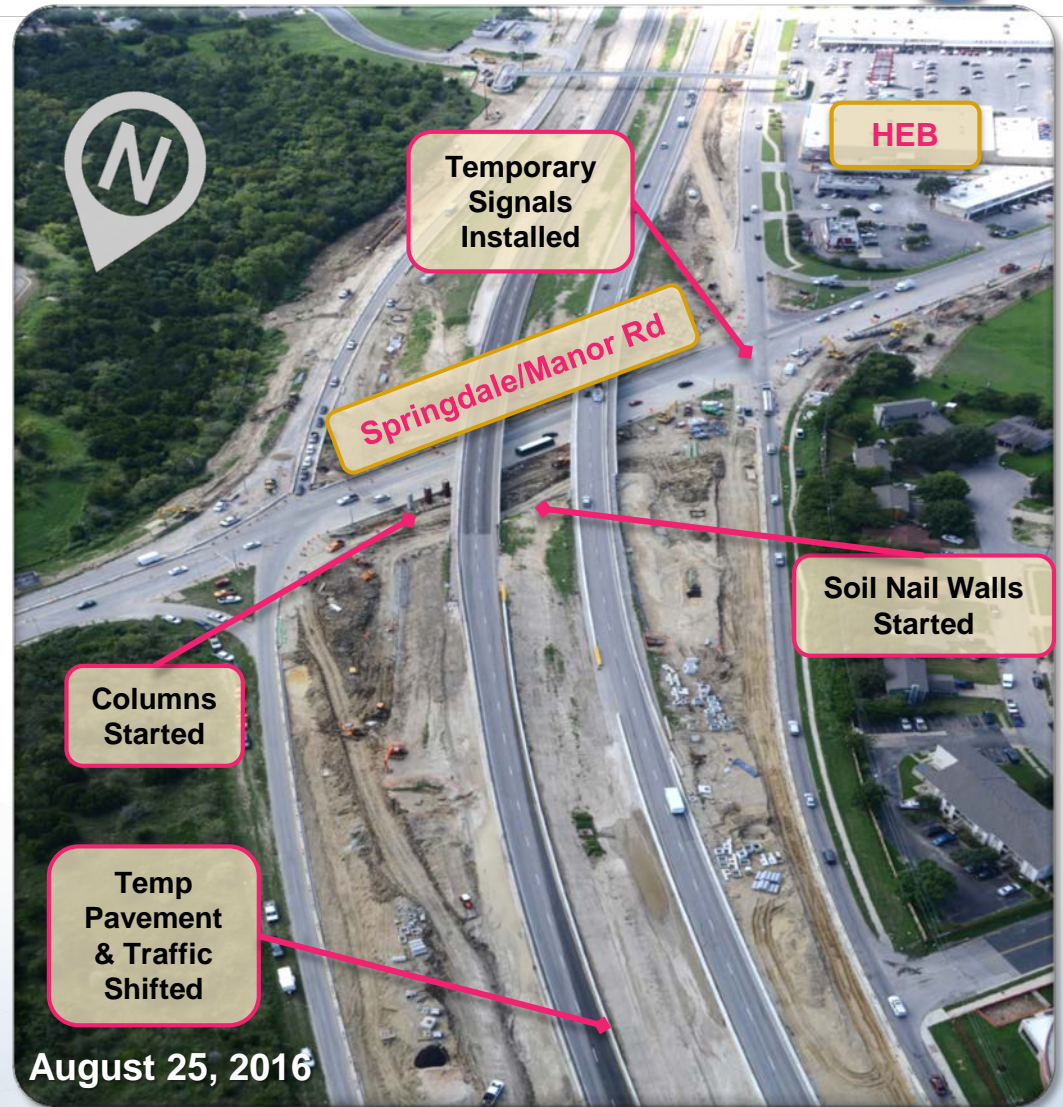 N
HEB
Temporary
Signals
Installed
Springdale/Manor Rd
Soil Nail Walls
Started
Columns
Started
Temp
Pavement
& Traffic
Shifted
August 25, 2016